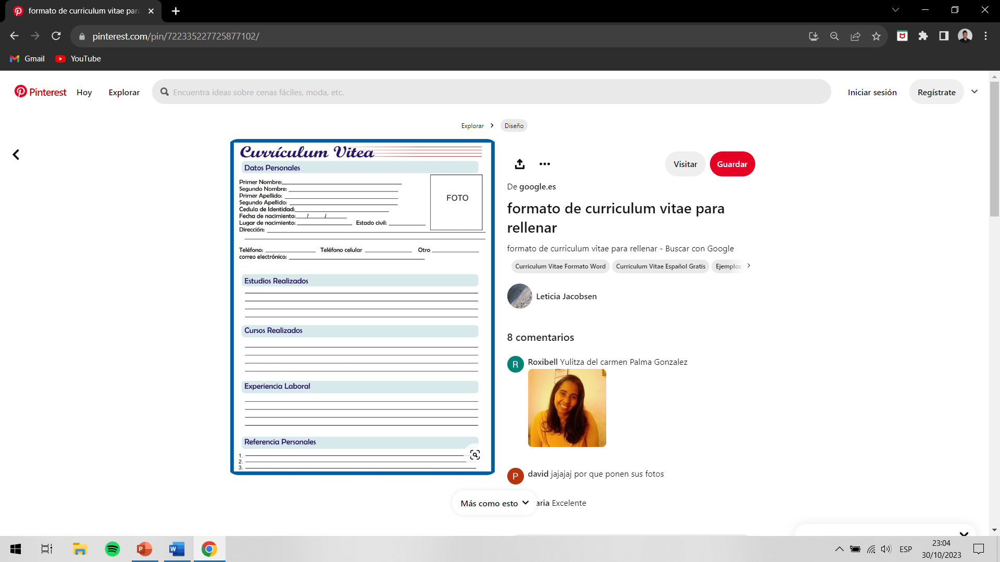 formato de curriculum vitae para
pinterest.com/pin/722335227725877102/
Gmail
YouTube
Pinterest
Hoy
Explorar
Encuentra ideas sobre cenas fáciles, moda, etc.
Iniciar sesión
Regístrate
Explorar
Diseño
Currículum Vitea
Datos Personales
Primer Nombre:
Segundo Nombre:
Primer Apellido:
Segundo Apellido:
Cedula de Identidad:
Fecha de nacimiento: / /
Lugar de nacimiento: Estado civil:
Dirección:
FOTO
Teléfono: Teléfono celular Otro
correo electrónico:
Estudios Realizados
Cursos Realizados
Experiencia Laboral
Referencia Personales
1.
2.
3.
Visitar
Guardar
De google.es
formato de curriculum vitae para
rellenar
formato de curriculum vitae para rellenar - Buscar con Google
Curriculum Vitae Formato Word
Curriculum Vitae Español Gratis
Ejemplos
Leticia Jacobsen
8 comentarios
R
Roxibell Yulitza del carmen Palma Gonzalez
P
david jajajaj por que ponen sus fotos
aria Excelente
Más como esto
ESP
23:04
30/10/2023